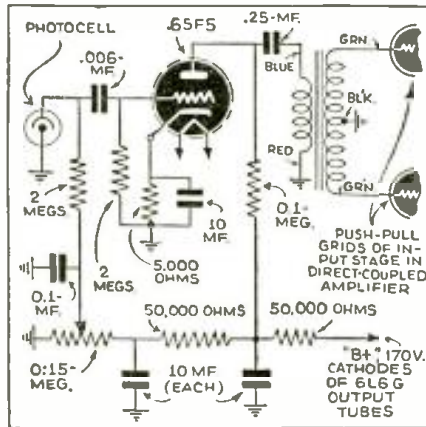 PHOTOCELL
.006-
MF.
.65F5
.25-MF.
GRN
BLUE
BLK.
RED
GRN
2
MEGS
2
MEGS
5.000
OHMS
10
MF.
0.1-
MEG.
PUSH-PULL
GRIDS OF IN-
PUT STAGE IN
DIRECT-COUPLED
AMPLIFIER
0.1-
MF.
50,000 OHMS
50,000 OHMS
0.15-
MEG.
10 MF
(EACH)
"B+" 170V.
CATHODES
OF 6L6G
OUTPUT
TUBES